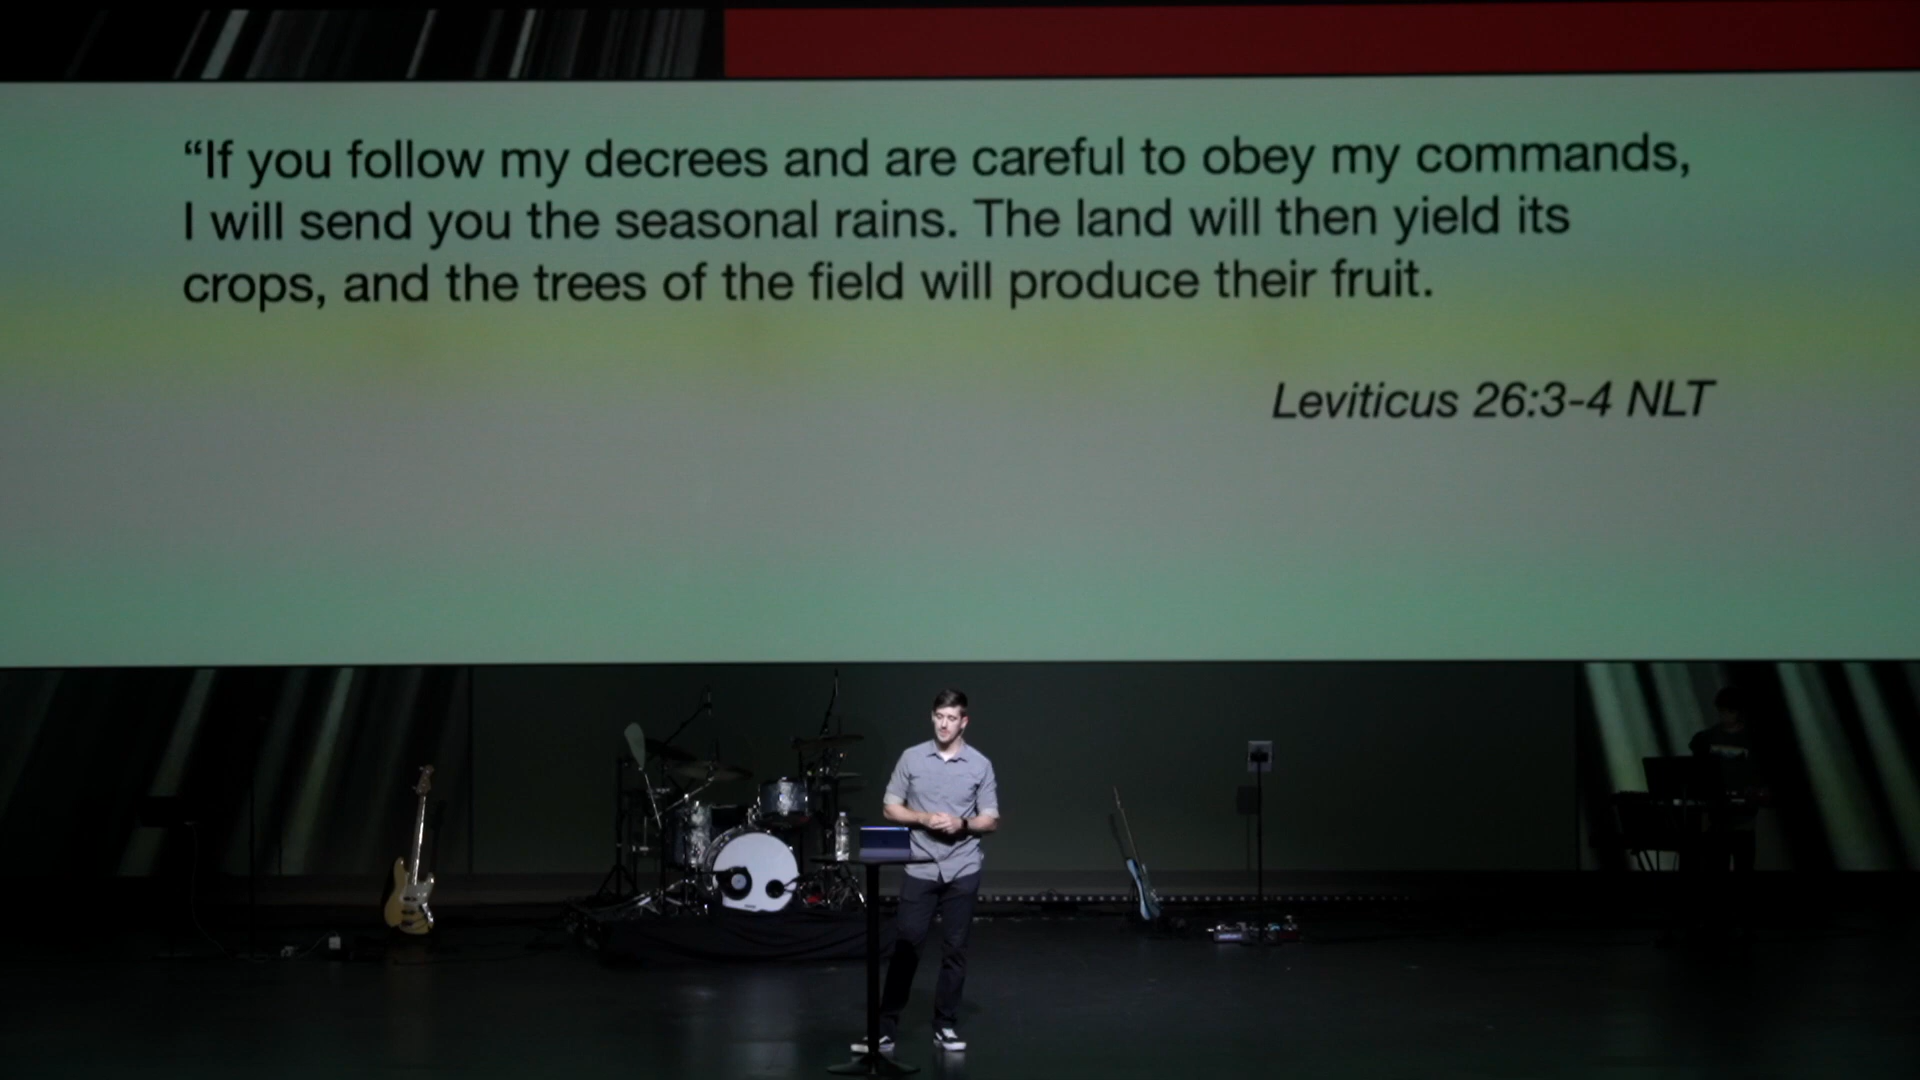 “If you follow my decrees and are careful to obey my commands,
I will send you the seasonal rains. The land will then yield its
crops, and the trees of the field will produce their fruit.
Leviticus 26:3-4 NLT